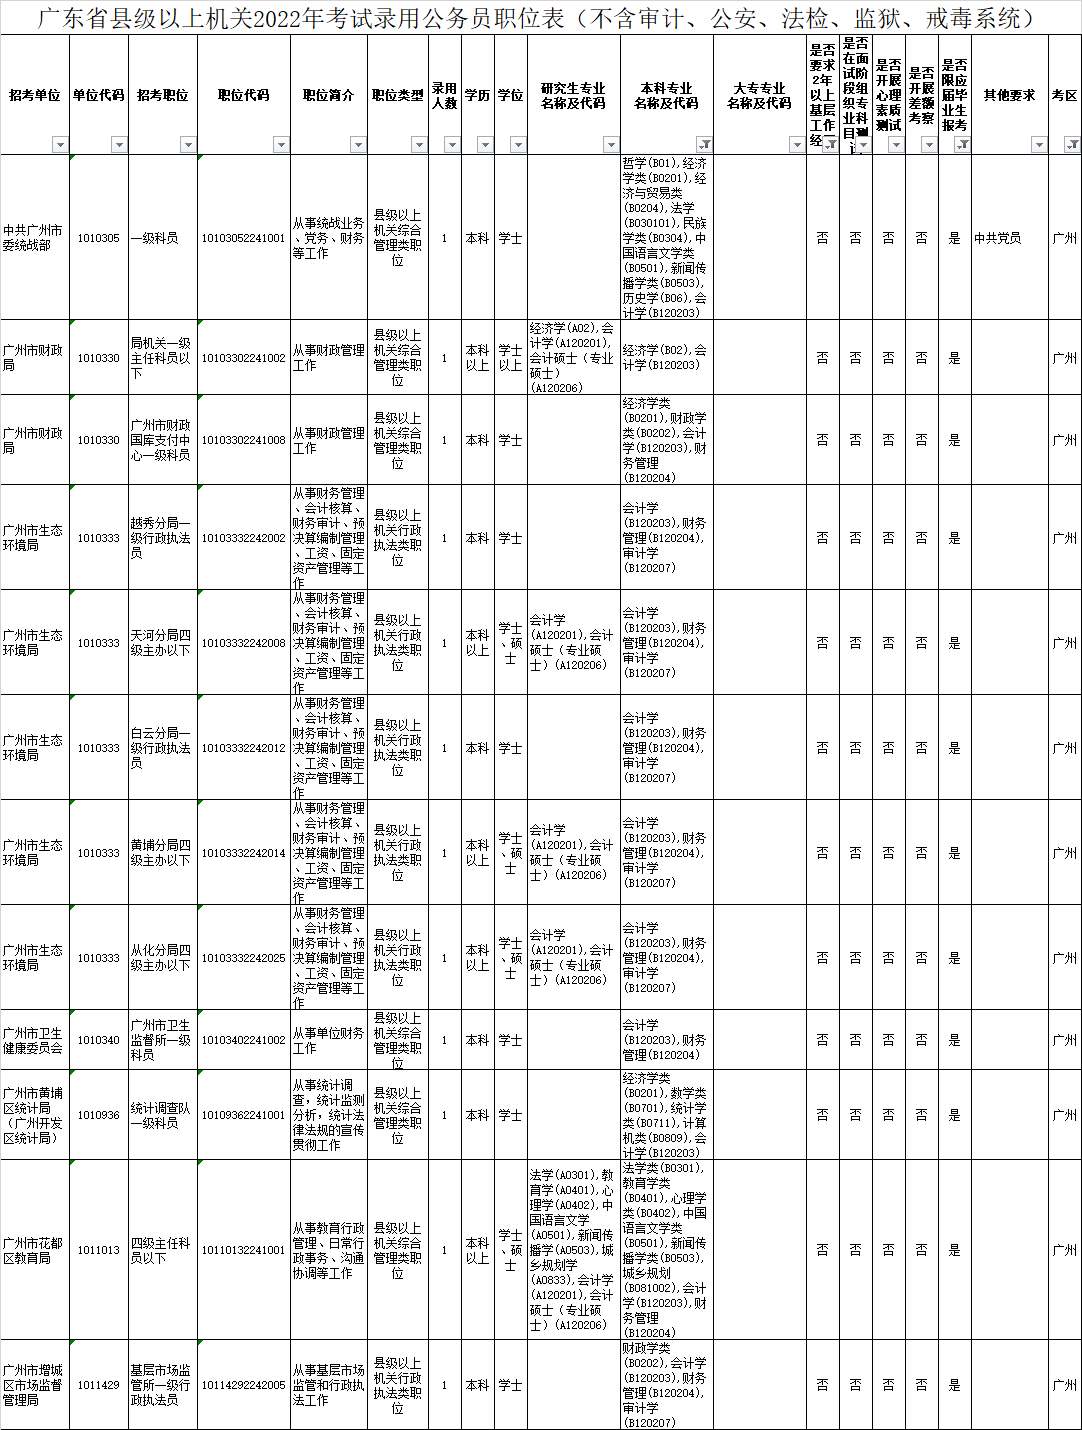 广东省县级以上机关2022年考试录用公务员职位表（不含审计、公安、法检、监狱、戒毒系统）
招考单位
单位代码
招考职位
职位代码
职位简介
职位类型
录用
人数
学历
学位
研究生专业
名称及代码
本科专业
名称及代码
大专专业
名称及代码
是否
要求
2年
以上
基层
工作
经
是否
在面
试阶
段组
织专
业科
目测
试
是否
开展
心理
素质
测试
是否
开展
差额
考察
是否
限应
届毕
业生
报考
其他要求
考区
中共广州市
委统战部
1010305
一级科员
10103052241001
从事统战业务
、党务、财务
等工作
县级以上
机关综合
管理类职
位
1
本科
学士
哲学(B01),经济
学类(B0201),经
济与贸易类
(B0204),法学
(B030101),民族
学类(B0304),中
国语言文学类
(B0501),新闻传
播学类(B0503),
历史学(B06),会
计学(B120203)
否
否
否
否
是
中共党员
广州
广州市财政
局
1010330
局机关一级
主任科员以
下
10103302241002
从事财政管理
工作
县级以上
机关综合
管理类职
位
1
本科
以上
学士
以上
经济学(A02),会
计学(A120201),
会计硕士（专业
硕士）
(A120206)
经济学(B02),会
计学(B120203)
否
否
否
否
是
广州
广州市财政
局
1010330
广州市财政
国库支付中
心一级科员
10103302241008
从事财政管理
工作
县级以上
机关综合
管理类职
位
1
本科
学士
经济学类
(B0201),财政学
类(B0202),会计
学(B120203),财
务管理
(B120204)
否
否
否
否
是
广州
广州市生态
环境局
1010333
越秀分局一
级行政执法
员
10103332242002
从事财务管理
、会计核算、
财务审计、预
决算编制管理
、工资、固定
资产管理等工
作
县级以上
机关行政
执法类职
位
1
本科
学士
会计学
(B120203),财务
管理(B120204),
审计学
(B120207)
否
否
否
否
是
广州
广州市生态
环境局
1010333
天河分局四
级主办以下
10103332242008
从事财务管理
、会计核算、
财务审计、预
决算编制管理
、工资、固定
资产管理等工
作
县级以上
机关行政
执法类职
位
1
本科
以上
学士
、硕
士
会计学
(A120201),会计
硕士（专业硕
士）(A120206)
会计学
(B120203),财务
管理(B120204),
审计学
(B120207)
否
否
否
否
是
广州
广州市生态
环境局
1010333
白云分局一
级行政执法
员
10103332242012
从事财务管理
、会计核算、
财务审计、预
决算编制管理
、工资、固定
资产管理等工
作
县级以上
机关行政
执法类职
位
1
本科
学士
会计学
(B120203),财务
管理(B120204),
审计学
(B120207)
否
否
否
否
是
广州
广州市生态
环境局
1010333
黄埔分局四
级主办以下
10103332242014
从事财务管理
、会计核算、
财务审计、预
决算编制管理
、工资、固定
资产管理等工
作
县级以上
机关行政
执法类职
位
1
本科
以上
学士
、硕
士
会计学
(A120201),会计
硕士（专业硕
士）(A120206)
会计学
(B120203),财务
管理(B120204),
审计学
(B120207)
否
否
否
否
是
广州
广州市生态
环境局
1010333
从化分局四
级主办以下
10103332242025
从事财务管理
、会计核算、
财务审计、预
决算编制管理
、工资、固定
资产管理等工
作
县级以上
机关行政
执法类职
位
1
本科
以上
学士
、硕
士
会计学
(A120201),会计
硕士（专业硕
士）(A120206)
会计学
(B120203),财务
管理(B120204),
审计学
(B120207)
否
否
否
否
是
广州
广州市卫生
健康委员会
1010340
广州市卫生
监督所一级
科员
10103402241002
从事单位财务
工作
县级以上
机关综合
管理类职
位
1
本科
学士
会计学
(B120203),财务
管理(B120204)
否
否
否
否
是
广州
广州市黄埔
区统计局
（广州开发
区统计局）
1010936
统计调查队
一级科员
10109362241001
从事统计调
查，统计监测
分析，统计法
律法规的宣传
贯彻工作
县级以上
机关综合
管理类职
位
1
本科
学士
经济学类
(B0201),数学类
(B0701),统计学
类(B0711),计算
机类(B0809),会
计学(B120203)
否
否
否
否
是
广州
广州市花都
区教育局
1011013
四级主任科
员以下
10110132241001
从事教育行政
管理、日常行
政事务、沟通
协调等工作
县级以上
机关综合
管理类职
位
1
本科
以上
学士
、硕
士
法学(A0301),教
育学(A0401),心
理学(A0402),中
国语言文学
(A0501),新闻传
播学(A0503),城
乡规划学
(A0833),会计学
(A120201),会计
硕士（专业硕
士）(A120206)
法学类(B0301),
教育学类
(B0401),心理学
类(B0402),中国
语言文学类
(B0501),新闻传
播学类(B0503),
城乡规划
(B081002),会计
学(B120203),财
务管理
(B120204)
否
否
否
否
是
广州
广州市增城
区市场监督
管理局
1011429
基层市场监
管所一级行
政执法员
10114292242005
从事基层市场
监管和行政执
法工作
县级以上
机关行政
执法类职
位
1
本科
学士
财政学类
(B0202),会计学
(B120203),财务
管理(B120204),
审计学
(B120207)
否
否
否
否
是
广州